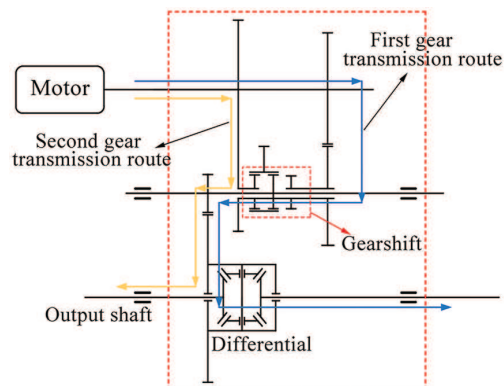 First gear
transmission route
Motor
Second gear
transmission route
Gearshift
Output shaft
Differential